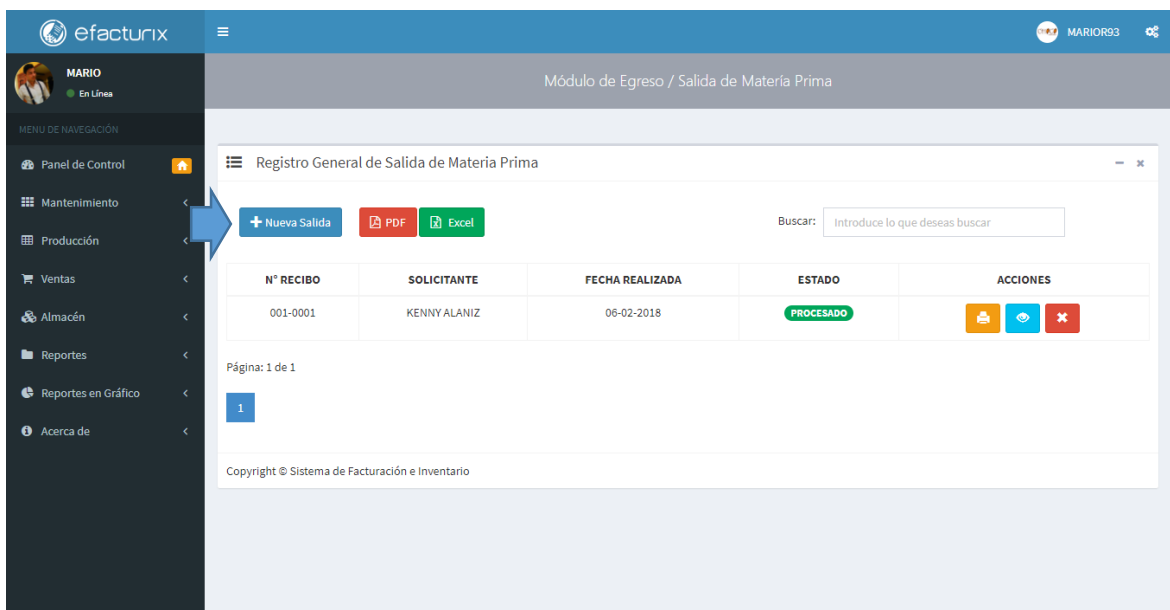 efacturix
MARIOR93
MARIO
En Línea
Módulo de Egreso / Salida de Matería Prima
MENU DE NAVEGACIÓN
Panel de Control
Mantenimiento
Producción
Ventas
Almacén
Reportes
Reportes en Gráfico
Acerca de
Registro General de Salida de Materia Prima
Nueva Salida PDF Excel Buscar: Introduce lo que deseas buscar
N° RECIBO SOLICITANTE FECHA REALIZADA ESTADO ACCIONES
001-0001 KENNY ALANIZ 06-02-2018 PROCESADO
Página: 1 de 1
1
Copyright © Sistema de Facturación e Inventario